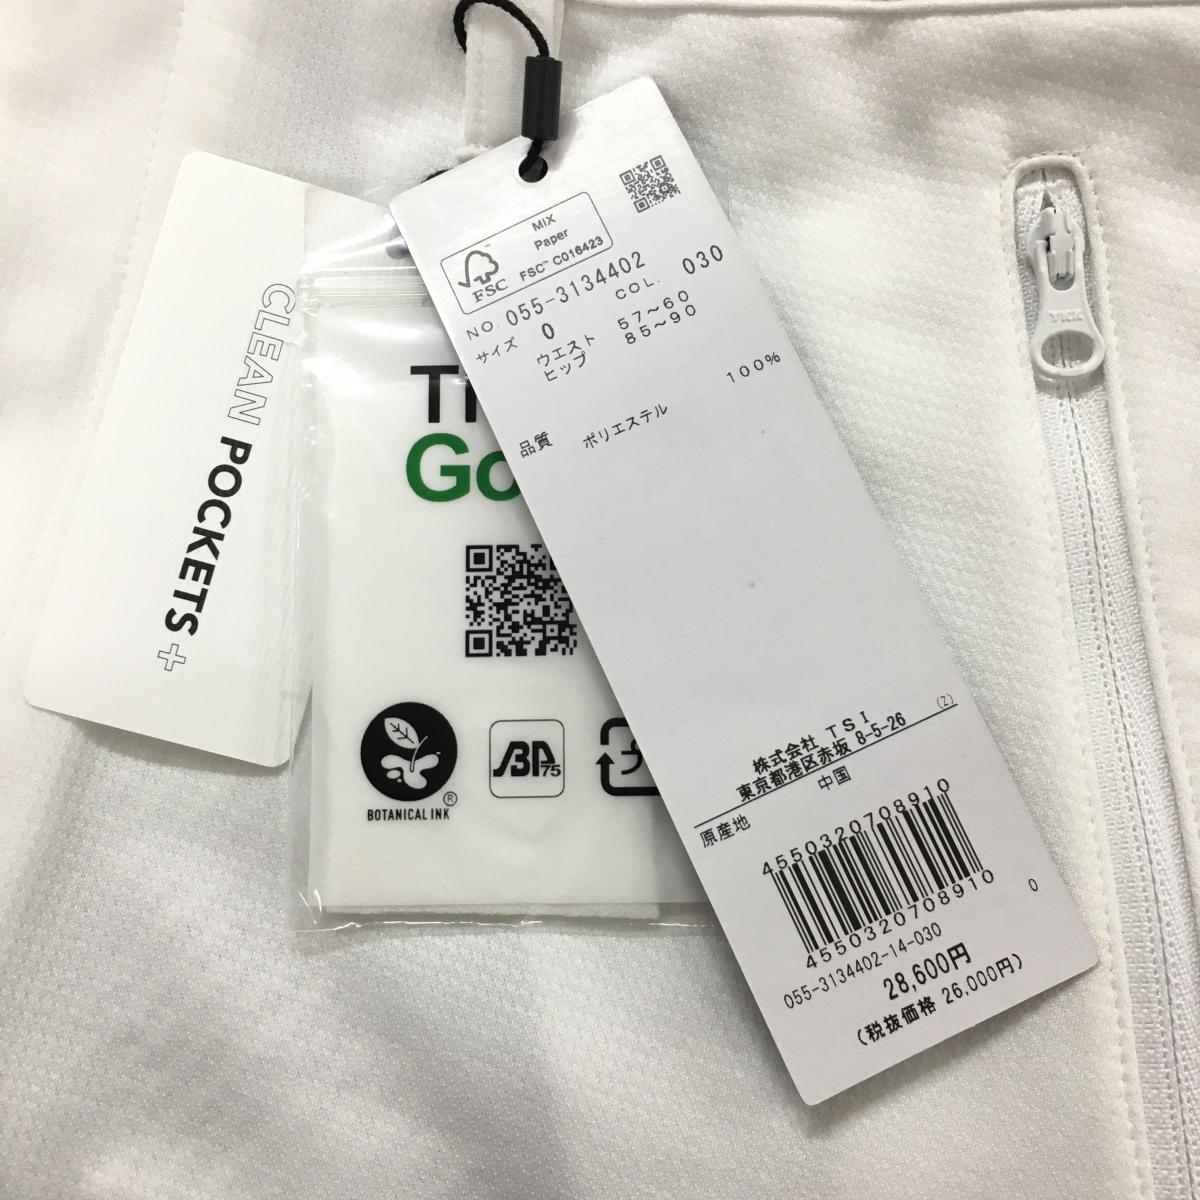 MIX
Paper
FSC™ C016423
FSC
NO. 055-3134402
COL. 030
サイズ 0
ウエスト 57～60
ヒップ 85～90
品質 ポリエステル 100%
(Z)
株式会社 TSI
東京都港区赤坂 8-5-26
原産地 中国
4550320708910
4550320708910
0
055-3134402-14-030
28,600円
(税抜価格 26,000円)
CLEAN POCKETS +
Go
BOTANICAL INK
®
75
YKK